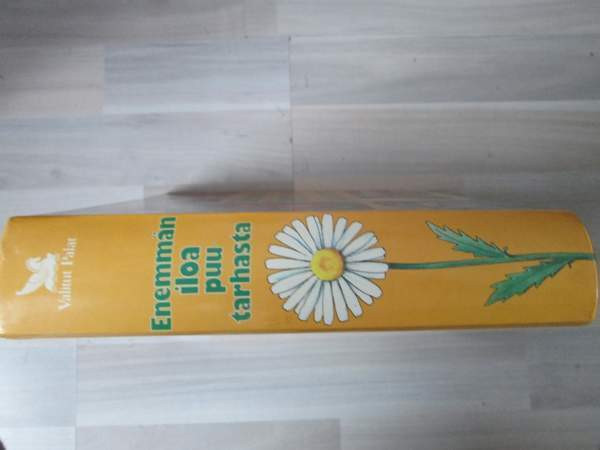 Valitut Palat
Enemmän
iloa
puu
tarhasta